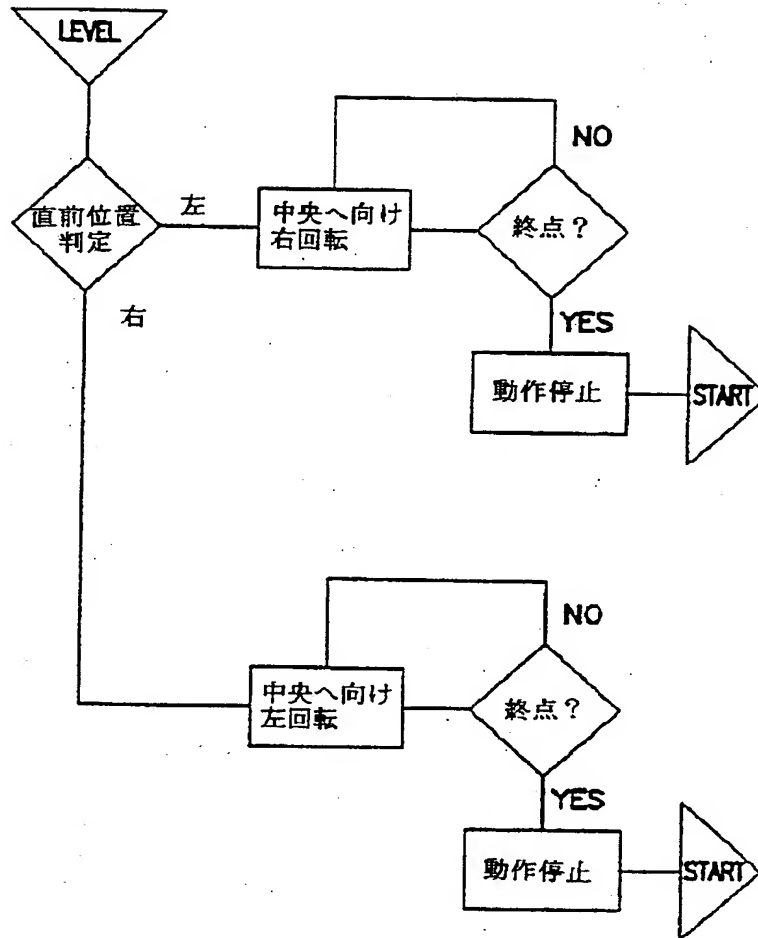 LEVEL
直前位置
判定
左
中央へ向け
右回転
NO
終点？
YES
動作停止
START
右
中央へ向け
左回転
NO
終点？
YES
動作停止
START